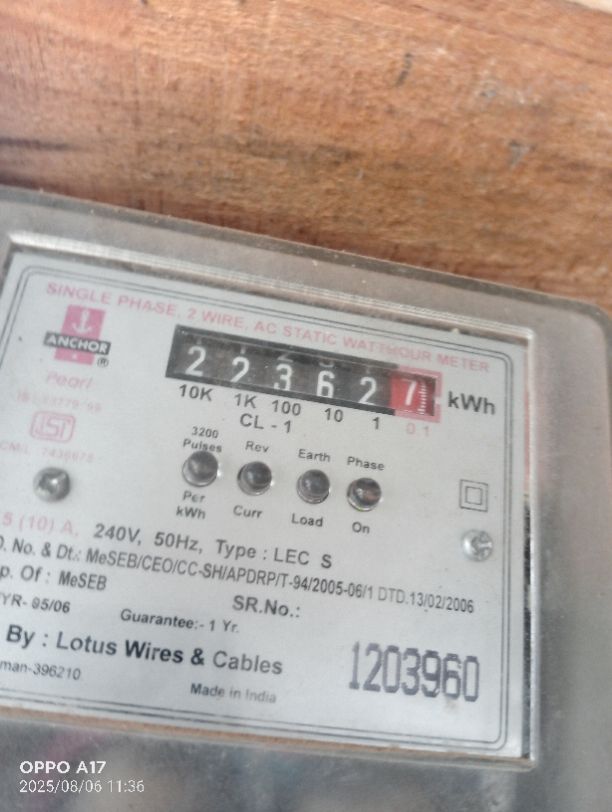 SINGLE PHASE, 2 WIRE, AC STATIC WATTHOUR METER
ANCHOR ®
Pearl
2 2 3 6 2 7 kWh
10K 1K 100 10 1 0.1
CL - 1
ISI
3200 Pulses Per kWh
Rev Curr
Earth Load
Phase On
5 (10) A, 240V, 50Hz, Type : LEC S
No. & Dt.: MeSEB/CEO/CC-SH/APDRP/T-94/2005-06/1 DTD.13/02/2006
Of : MeSEB
YR- 05/06
SR.No.:
Guarantee:- 1 Yr.
By : Lotus Wires & Cables
1203960
396210
Made in India
OPPO A17
2025/08/06 11:36